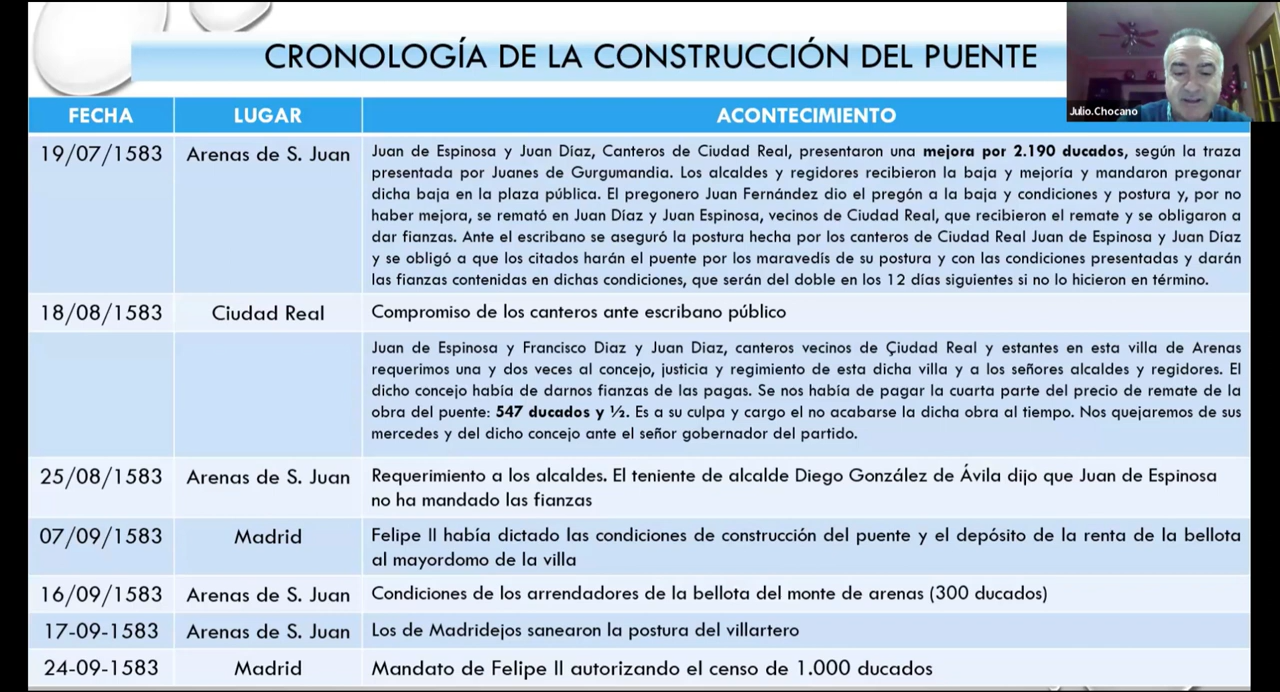 CRONOLOGÍA DE LA CONSTRUCCIÓN DEL PUENTE
Julio.Chocano
FECHA LUGAR ACONTECIMIENTO
19/07/1583 Arenas de S. Juan Juan de Espinosa y Juan Díaz, Canteros de Ciudad Real, presentaron una mejora por 2.190 ducados, según la traza
presentada por Juanes de Gurgumandia. Los alcaldes y regidores recibieron la baja y mejoría y mandaron pregonar
dicha baja en la plaza pública. El pregonero Juan Fernández dio el pregón a la baja y condiciones y postura y, por no
haber mejora, se remató en Juan Díaz y Juan Espinosa, vecinos de Ciudad Real, que recibieron el remate y se obligaron a
dar fianzas. Ante el escribano se aseguró la postura hecha por los canteros de Ciudad Real Juan de Espinosa y Juan Díaz
y se obligó a que los citados harán el puente por los maravedís de su postura y con las condiciones presentadas y darán
las fianzas contenidas en dichas condiciones, que serán del doble en los 12 días siguientes si no lo hicieron en término.
18/08/1583 Ciudad Real Compromiso de los canteros ante escribano público
Juan de Espinosa y Francisco Diaz y Juan Diaz, canteros vecinos de Çiudad Real y estantes en esta villa de Arenas
requerimos una y dos veces al concejo, justicia y regimiento de esta dicha villa y a los señores alcaldes y regidores. El
dicho concejo había de darnos fianzas de las pagas. Se nos había de pagar la cuarta parte del precio de remate de la
obra del puente: 547 ducados y ½. Es a su culpa y cargo el no acabarse la dicha obra al tiempo. Nos quejaremos de sus
mercedes y del dicho concejo ante el señor gobernador del partido.
25/08/1583 Arenas de S. Juan Requerimiento a los alcaldes. El teniente de alcalde Diego González de Ávila dijo que Juan de Espinosa
no ha mandado las fianzas
07/09/1583 Madrid Felipe II había dictado las condiciones de construcción del puente y el depósito de la renta de la bellota
al mayordomo de la villa
16/09/1583 Arenas de S. Juan Condiciones de los arrendadores de la bellota del monte de arenas (300 ducados)
17-09-1583 Arenas de S. Juan Los de Madridejos sanearon la postura del villartero
24-09-1583 Madrid Mandato de Felipe II autorizando el censo de 1.000 ducados